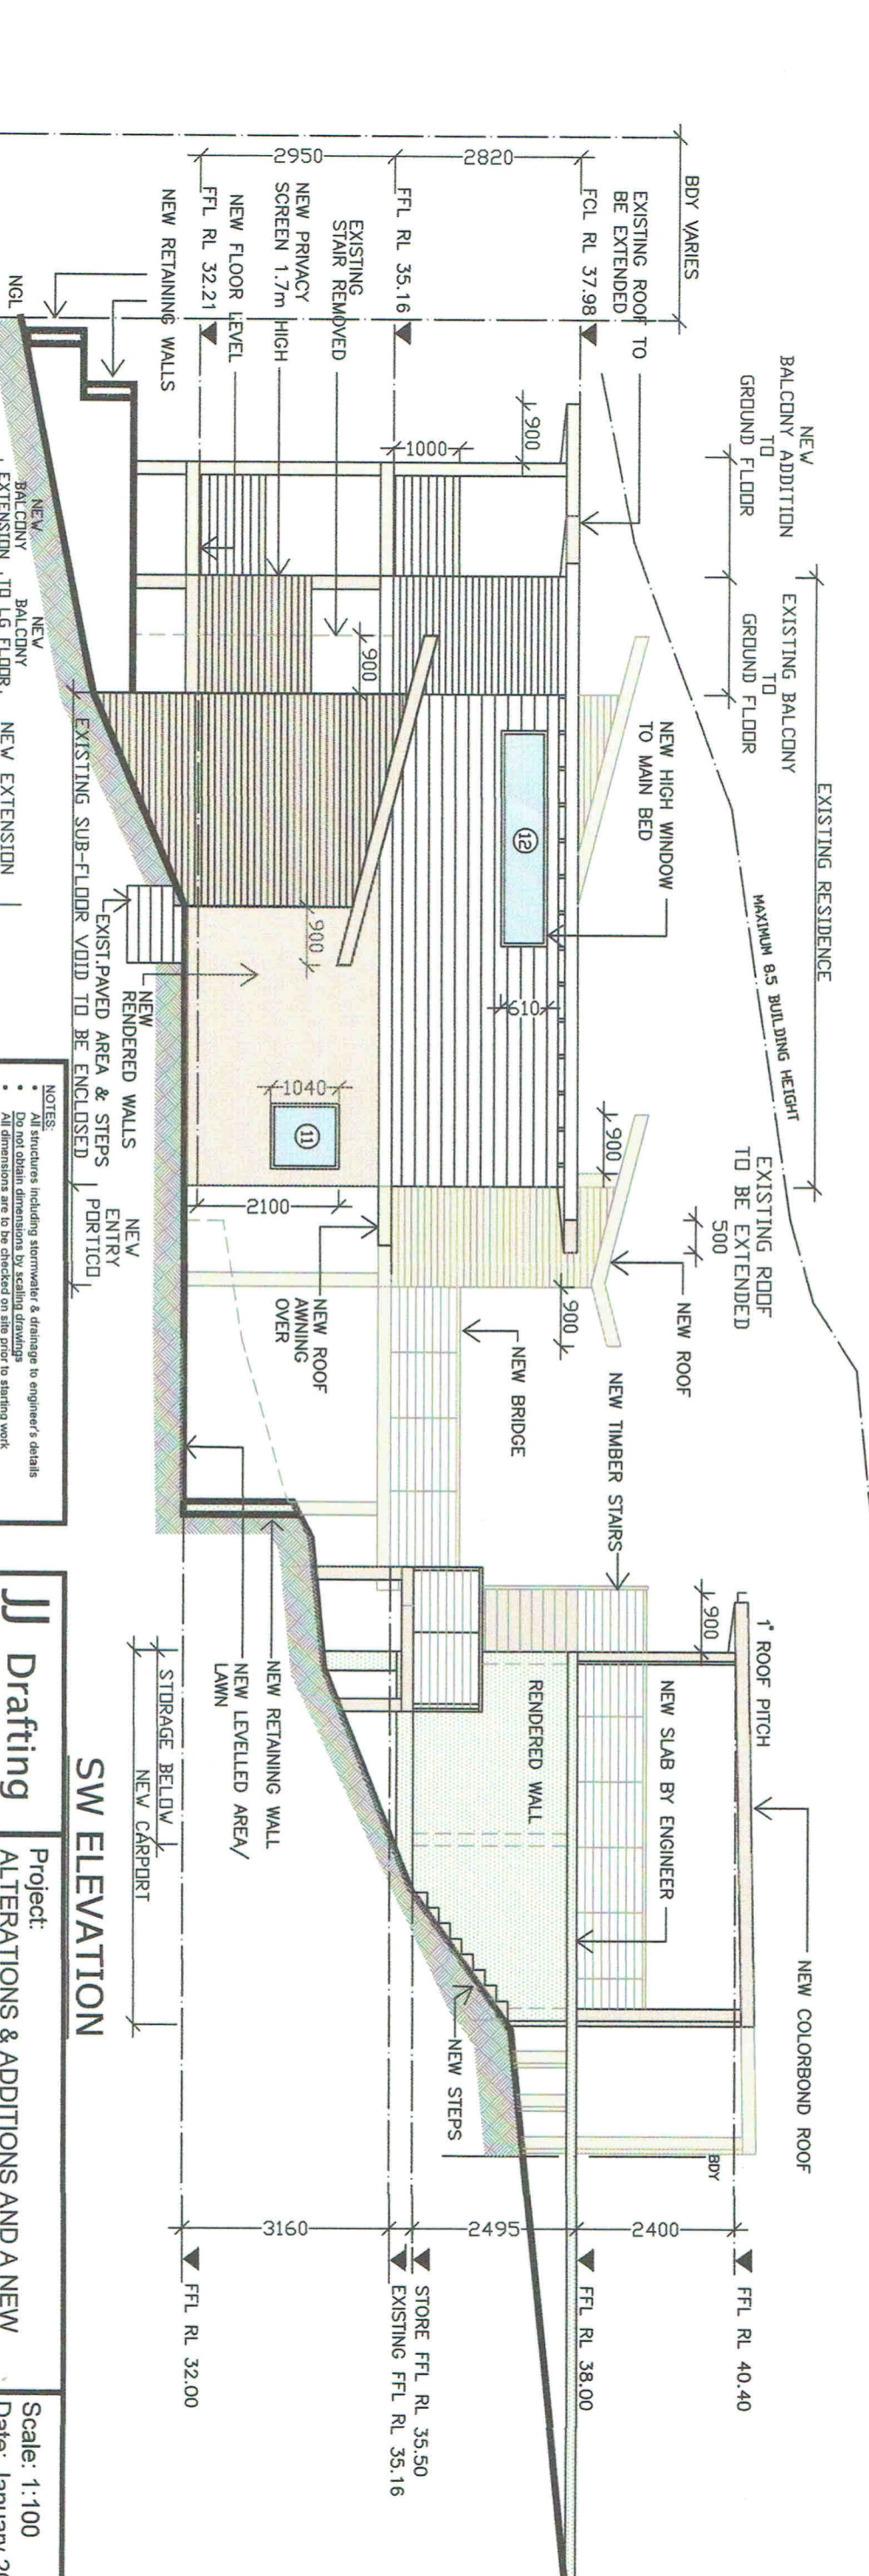 BDY VARIES
2950
2820
FFL RL 32.21
FFL RL 35.16
FCL RL 37.98
EXISTING ROOF TO
BE EXTENDED
EXISTING
STAIR REMOVED
NEW PRIVACY
SCREEN 1.7m HIGH
NEW FLOOR LEVEL
NEW RETAINING WALLS
NGL
NEW
BALCONY ADDITION
TO
GROUND FLOOR
EXISTING BALCONY
TO
GROUND FLOOR
EXISTING RESIDENCE
900
1000
900
NEW HIGH WINDOW
TO MAIN BED
12
610
MAXIMUM 8.5 BUILDING HEIGHT
NEW
BALCONY
EXTENSION
NEW
BALCONY
TO LG FLOOR
NEW EXTENSION
EXISTING SUB-FLOOR VOID TO BE ENCLOSED
EXIST.PAVED AREA & STEPS
NEW
RENDERED WALLS
900
1040
11
2100
NEW
ENTRY
PORTICO
EXISTING ROOF
TO BE EXTENDED
500
900
900
NEW ROOF
NEW ROOF
AWNING
OVER
NEW BRIDGE
NEW TIMBER STAIRS
900
1° ROOF PITCH
NEW COLORBOND ROOF
NEW SLAB BY ENGINEER
RENDERED WALL
NEW RETAINING WALL
NEW LEVELLED AREA/
LAWN
STORAGE BELOW
NEW CARPORT
NEW STEPS
BDY
3160
2495
2400
FFL RL 40.40
FFL RL 38.00
STORE FFL RL 35.50
EXISTING FFL RL 35.16
FFL RL 32.00
SW ELEVATION
NOTES:
• All structures including stormwater & drainage to engineer's details
• Do not obtain dimensions by scaling drawings
• All dimensions are to be checked on site prior to starting work
JJ Drafting
Project:
ALTERATIONS & ADDITIONS AND A NEW
Scale: 1:100
Date: January